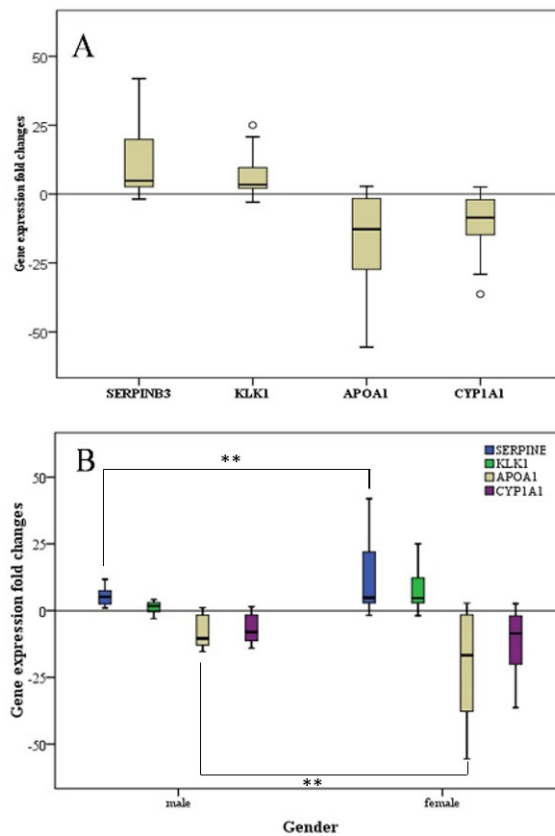 A
Gene expression fold changes
50
25
0
-25
-50
SERPINB3 KLK1 APOA1 CYP1A1
B
SERPINE
KLK1
APOA1
CYP1A1
**
Gene expression fold changes
50
25
0
-25
-50
**
male female
Gender